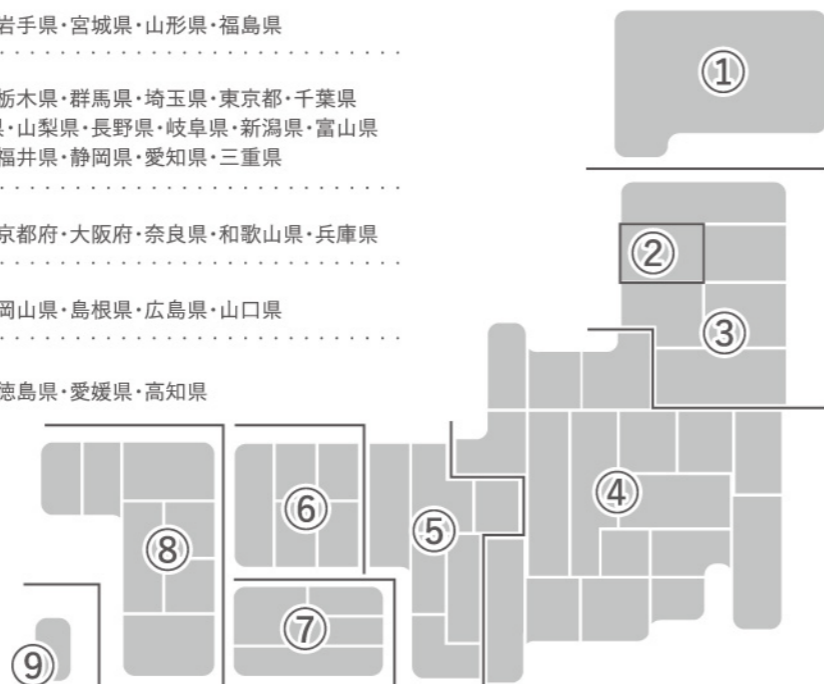 岩手県・宮城県・山形県・福島県
栃木県・群馬県・埼玉県・東京都・千葉県
県・山梨県・長野県・岐阜県・新潟県・富山県
福井県・静岡県・愛知県・三重県
京都府・大阪府・奈良県・和歌山県・兵庫県
岡山県・島根県・広島県・山口県
徳島県・愛媛県・高知県
①
②
③
④
⑤
⑥
⑦
⑧
⑨